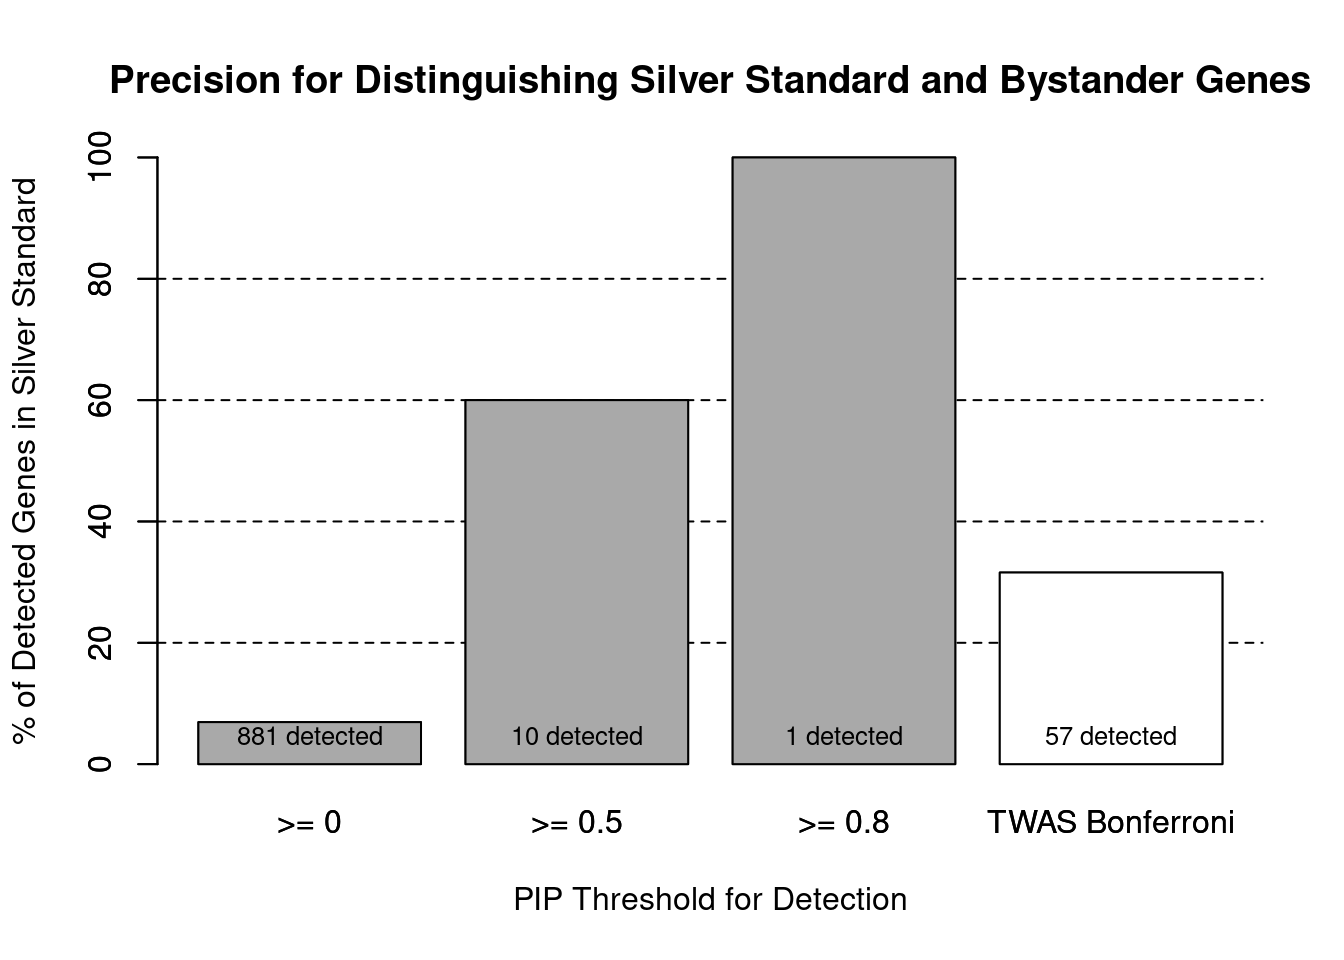 Precision for Distinguishing Silver Standard and Bystander Genes
% of Detected Genes in Silver Standard
100
80
60
40
20
0
881 detected
10 detected
1 detected
57 detected
>= 0
>= 0.5
>= 0.8
TWAS Bonferroni
PIP Threshold for Detection